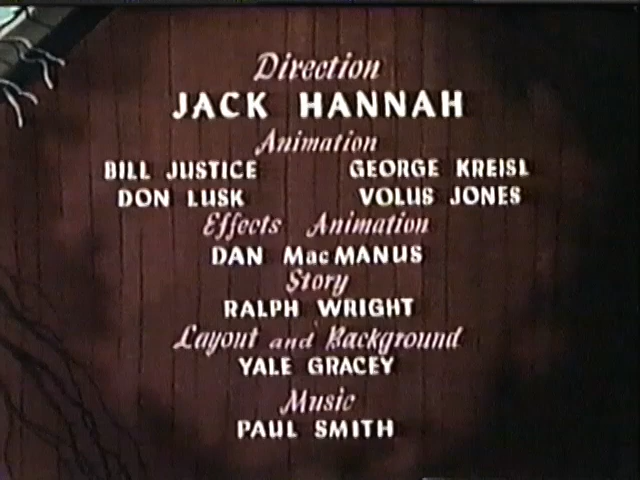 Direction
JACK HANNAH
Animation
BILL JUSTICE GEORGE KREISL
DON LUSK VOLUS JONES
Effects Animation
DAN MacMANUS
Story
RALPH WRIGHT
Layout and Background
YALE GRACEY
Music
PAUL SMITH